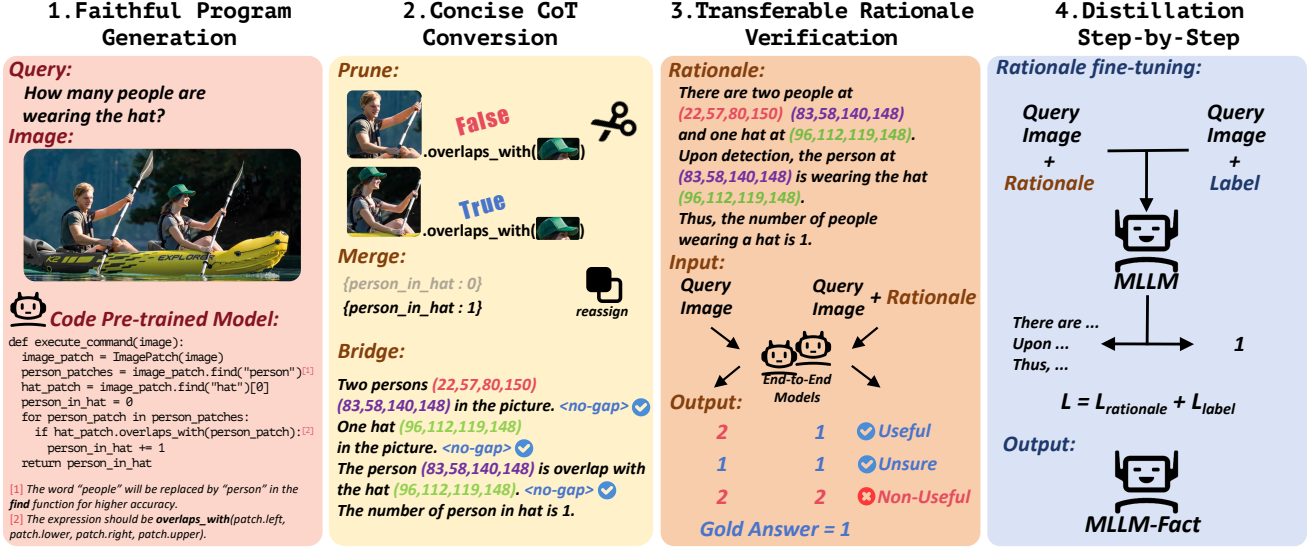 1.Faithful Program
Generation
Query:
How many people are
wearing the hat?
Image:
K2
EXPLORER
Code Pre-trained Model:
def execute_command(image):
image_patch = ImagePatch(image)
person_patches = image_patch.find("person")[1]
hat_patch = image_patch.find("hat")[0]
person_in_hat = 0
for person_patch in person_patches:
if hat_patch.overlaps_with(person_patch):[2]
person_in_hat += 1
return person_in_hat
[1] The word “people” will be replaced by “person” in the
find function for higher accuracy.
[2] The expression should be overlaps_with(patch.left,
patch.lower, patch.right, patch.upper).
2.Concise CoT
Conversion
Prune:
False
.overlaps_with( )
True
.overlaps_with( )
Merge:
{person_in_hat : 0}
{person_in_hat : 1}
reassign
Bridge:
Two persons (22,57,80,150)
(83,58,140,148) in the picture. <no-gap>
One hat (96,112,119,148)
in the picture. <no-gap>
The person (83,58,140,148) is overlap with
the hat (96,112,119,148). <no-gap>
The number of person in hat is 1.
3.Transferable Rationale
Verification
Rationale:
There are two people at
(22,57,80,150) (83,58,140,148)
and one hat at (96,112,119,148).
Upon detection, the person at
(83,58,140,148) is wearing the hat
(96,112,119,148).
Thus, the number of people
wearing a hat is 1.
Input:
Query
Image
Query
Image + Rationale
End-to-End
Models
Output:
2 1 Useful
1 1 Unsure
2 2 Non-Useful
Gold Answer = 1
4.Distillation
Step-by-Step
Rationale fine-tuning:
Query
Image
+
Rationale
Query
Image
+
Label
MLLM
There are ...
Upon ...
Thus, ...
1
L = Lrationale + Llabel
Output:
MLLM-Fact